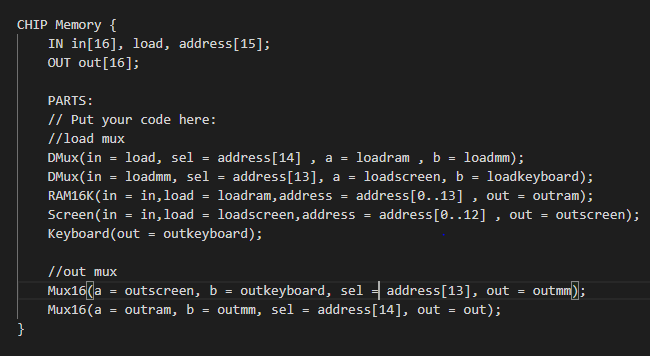 CHIP Memory {
    IN in[16], load, address[15];
    OUT out[16];

    PARTS:
    // Put your code here:
    //load mux
    DMux(in = load, sel = address[14] , a = loadram , b = loadmm);
    DMux(in = loadmm, sel = address[13], a = loadscreen, b = loadkeyboard);
    RAM16K(in = in,load = loadram,address = address[0..13] , out = outram);
    Screen(in = in,load = loadscreen,address = address[0..12] , out = outscreen);
    Keyboard(out = outkeyboard);

    //out mux
    Mux16(a = outscreen, b = outkeyboard, sel = address[13], out = outmm);
    Mux16(a = outram, b = outmm, sel = address[14], out = out);
}